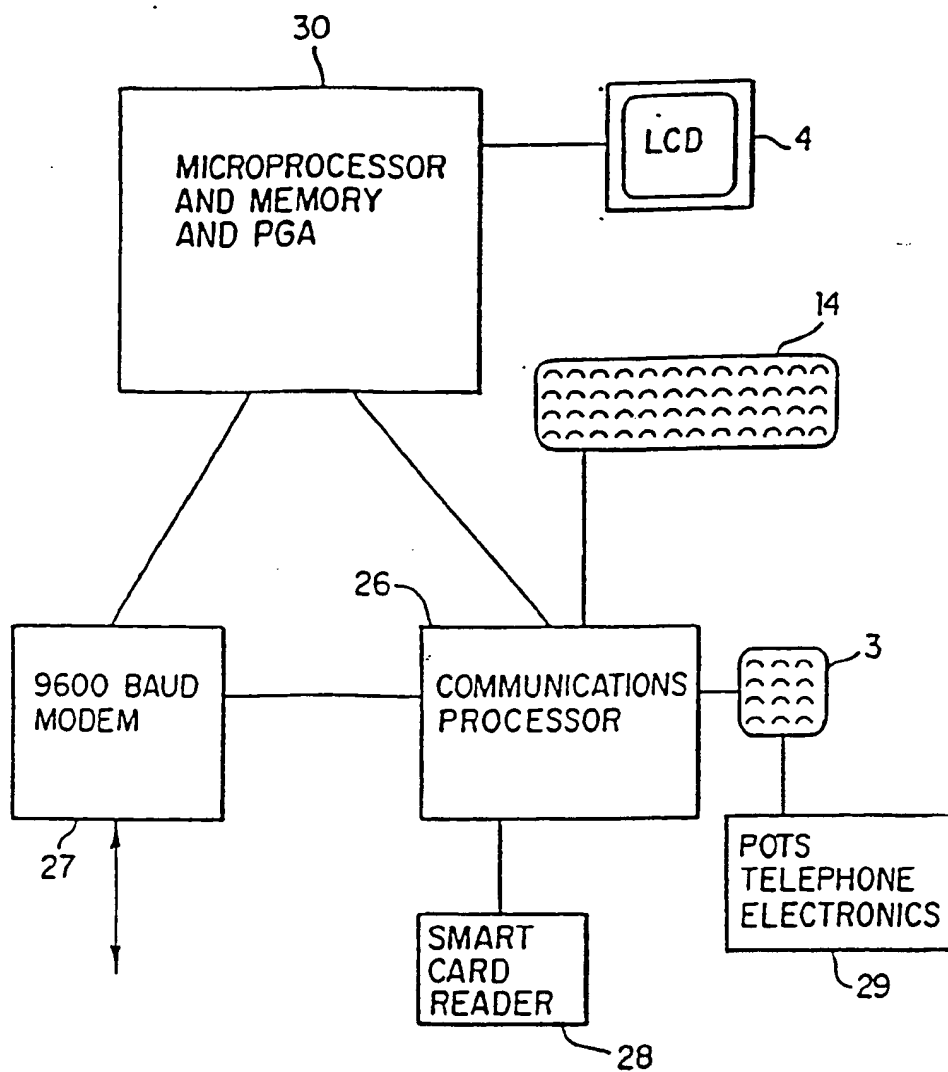 30
MICROPROCESSOR
AND MEMORY
AND PGA
LCD
4
14
26
9600 BAUD
MODEM
COMMUNICATIONS
PROCESSOR
3
27
POTS
TELEPHONE
ELECTRONICS
SMART
CARD
READER
29
28